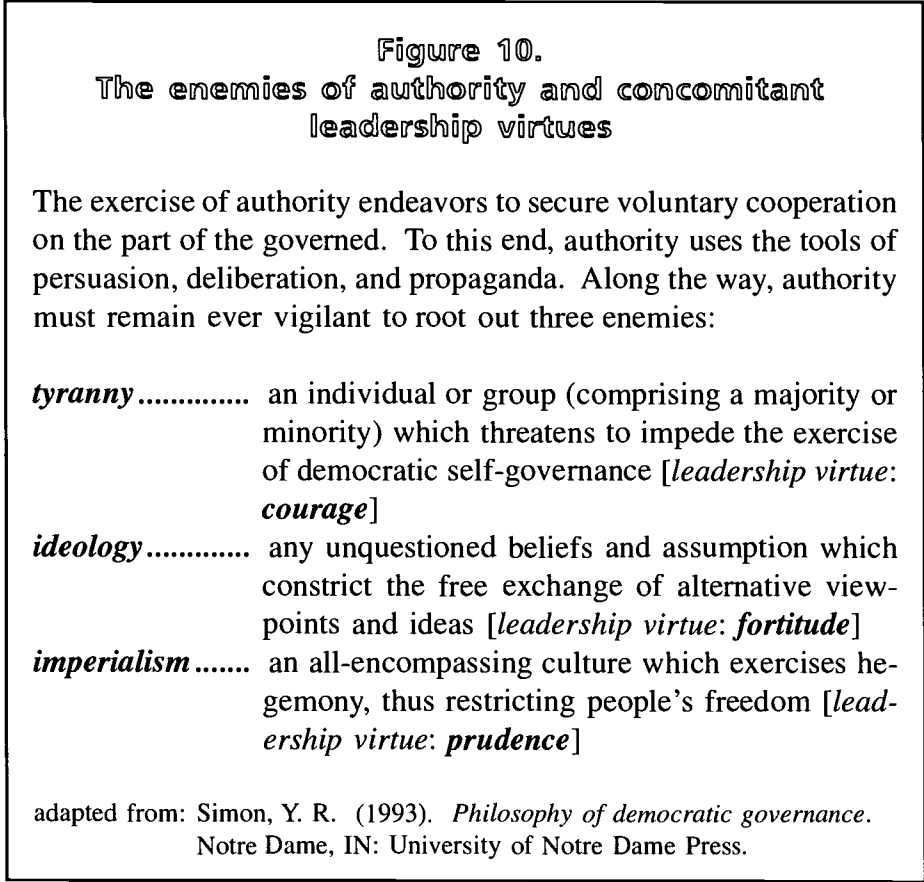 Figure 10.
The enemies of authority and concomitant
leadership virtues
The exercise of authority endeavors to secure voluntary cooperation
on the part of the governed. To this end, authority uses the tools of
persuasion, deliberation, and propaganda. Along the way, authority
must remain ever vigilant to root out three enemies:
tyranny .............. an individual or group (comprising a majority or
minority) which threatens to impede the exercise
of democratic self-governance [leadership virtue:
courage]
ideology ............. any unquestioned beliefs and assumption which
constrict the free exchange of alternative view-
points and ideas [leadership virtue: fortitude]
imperialism ....... an all-encompassing culture which exercises he-
gemony, thus restricting people's freedom [lead-
ership virtue: prudence]
adapted from: Simon, Y. R. (1993). Philosophy of democratic governance.
Notre Dame, IN: University of Notre Dame Press.